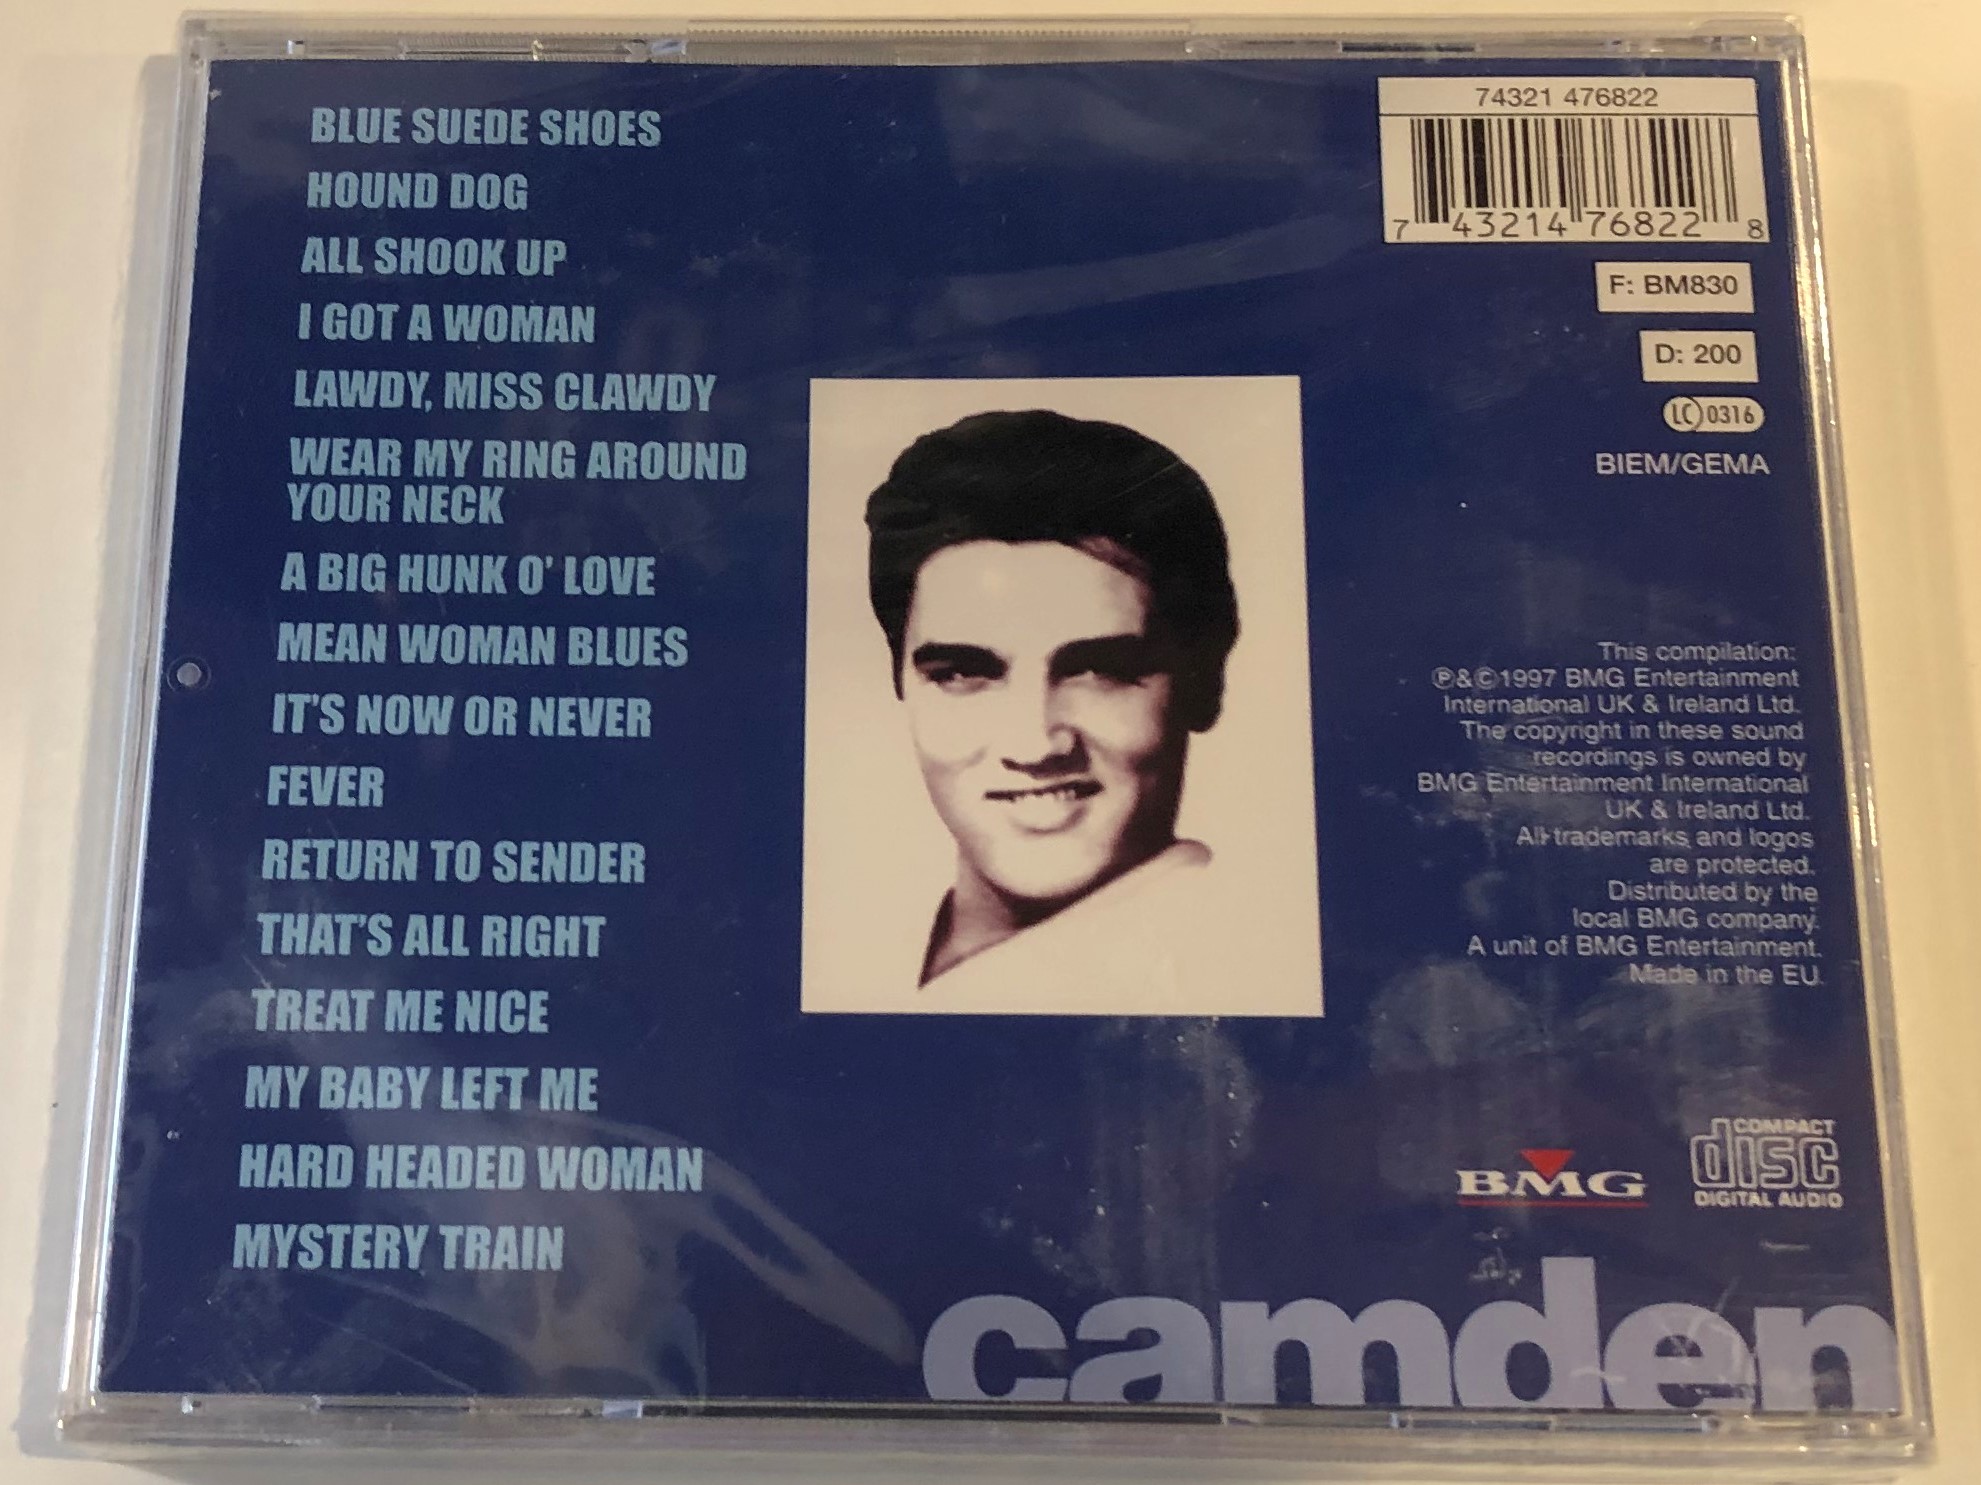 BLUE SUEDE SHOES
HOUND DOG
ALL SHOOK UP
I GOT A WOMAN
LAWDY, MISS CLAWDY
WEAR MY RING AROUND
YOUR NECK
A BIG HUNK O' LOVE
MEAN WOMAN BLUES
IT'S NOW OR NEVER
FEVER
RETURN TO SENDER
THAT'S ALL RIGHT
TREAT ME NICE
MY BABY LEFT ME
HARD HEADED WOMAN
MYSTERY TRAIN
74321 476822
7 43214 76822 8
F: BM830
D: 200
LC 0316
BIEM/GEMA
This compilation:
℗&©1997 BMG Entertainment
International UK & Ireland Ltd.
The copyright in these sound
recordings is owned by
BMG Entertainment International
UK & Ireland Ltd.
All trademarks and logos
are protected.
Distributed by the
local BMG company.
A unit of BMG Entertainment.
Made in the EU.
BMG
COMPACT
disc
DIGITAL AUDIO
camden